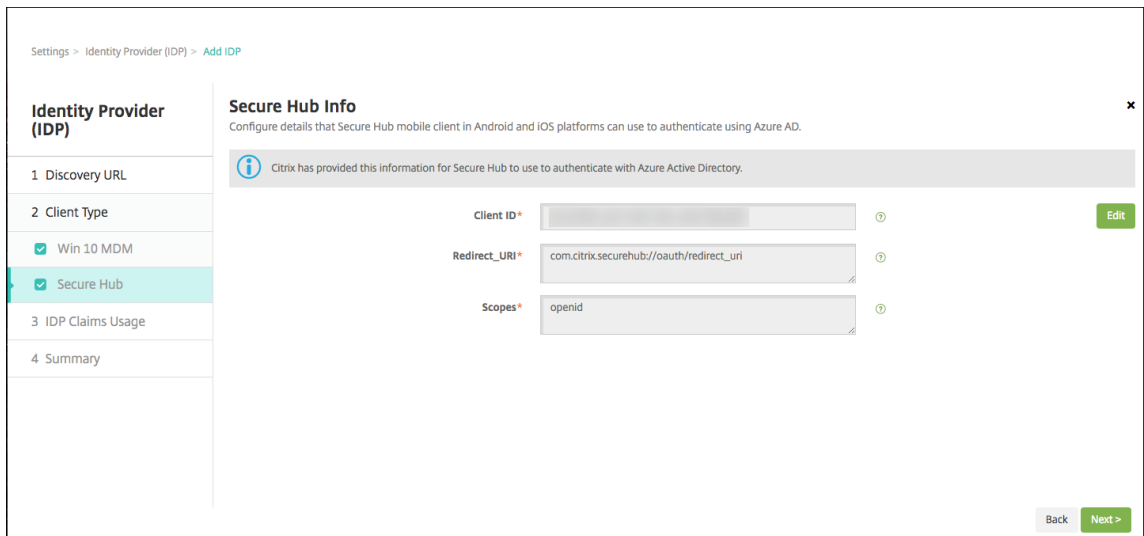 Settings > Identity Provider (IDP) > Add IDP
Identity Provider
(IDP)
1 Discovery URL
2 Client Type
Win 10 MDM
Secure Hub
3 IDP Claims Usage
4 Summary
Secure Hub Info
Configure details that Secure Hub mobile client in Android and iOS platforms can use to authenticate using Azure AD.
Citrix has provided this information for Secure Hub to use to authenticate with Azure Active Directory.
Client ID*
Edit
Redirect_URI* com.citrix.securehub://oauth/redirect_uri
Scopes* openid
Back Next >